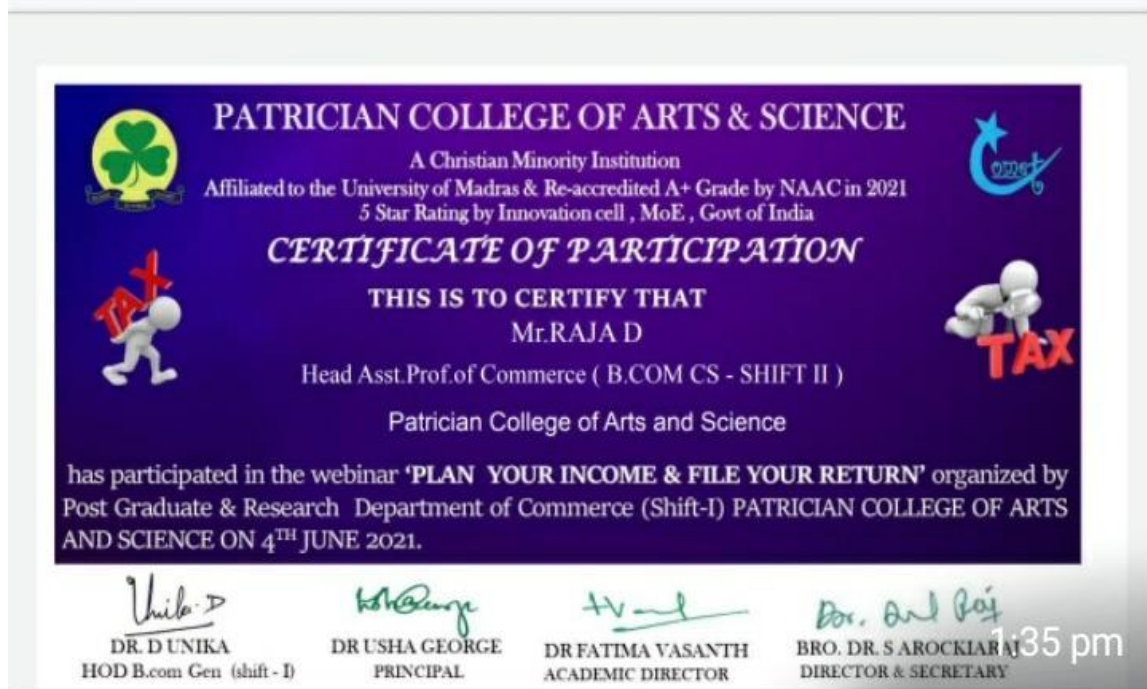 PATRICIAN COLLEGE OF ARTS & SCIENCE
A Christian Minority Institution
Affiliated to the University of Madras & Re-accredited A+ Grade by NAAC in 2021
5 Star Rating by Innovation cell , MoE , Govt of India
CERTIFICATE OF PARTICIPATION
TAX
THIS IS TO CERTIFY THAT
Mr.RAJA D
TAX
Head Asst.Prof.of Commerce ( B.COM CS - SHIFT II )
Patrician College of Arts and Science
has participated in the webinar ‘PLAN YOUR INCOME & FILE YOUR RETURN’ organized by
Post Graduate & Research Department of Commerce (Shift-I) PATRICIAN COLLEGE OF ARTS
AND SCIENCE ON 4TH JUNE 2021.
DR. D UNIKA
HOD B.com Gen (shift - I)
DR USHA GEORGE
PRINCIPAL
DR FATIMA VASANTH
ACADEMIC DIRECTOR
BRO. DR. S AROCKIARAJ
DIRECTOR & SECRETARY
1:35 pm